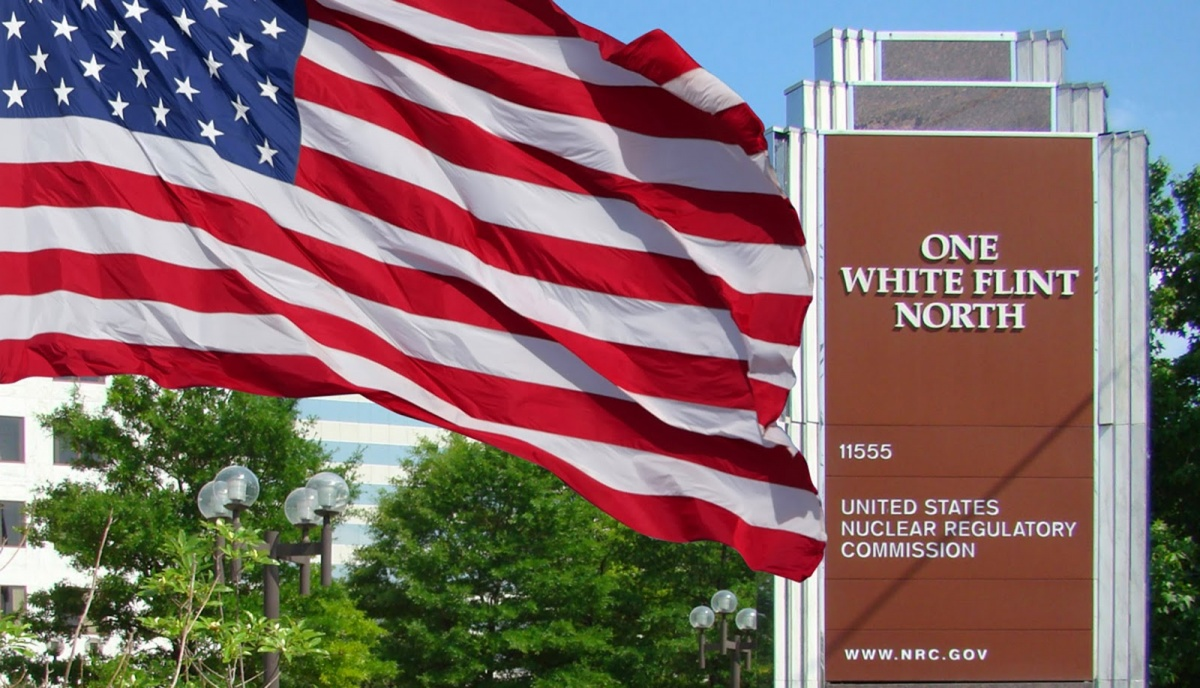 ONE
WHITE FLINT
NORTH
11555
UNITED STATES
NUCLEAR REGULATORY
COMMISSION
WWW.NRC.GOV